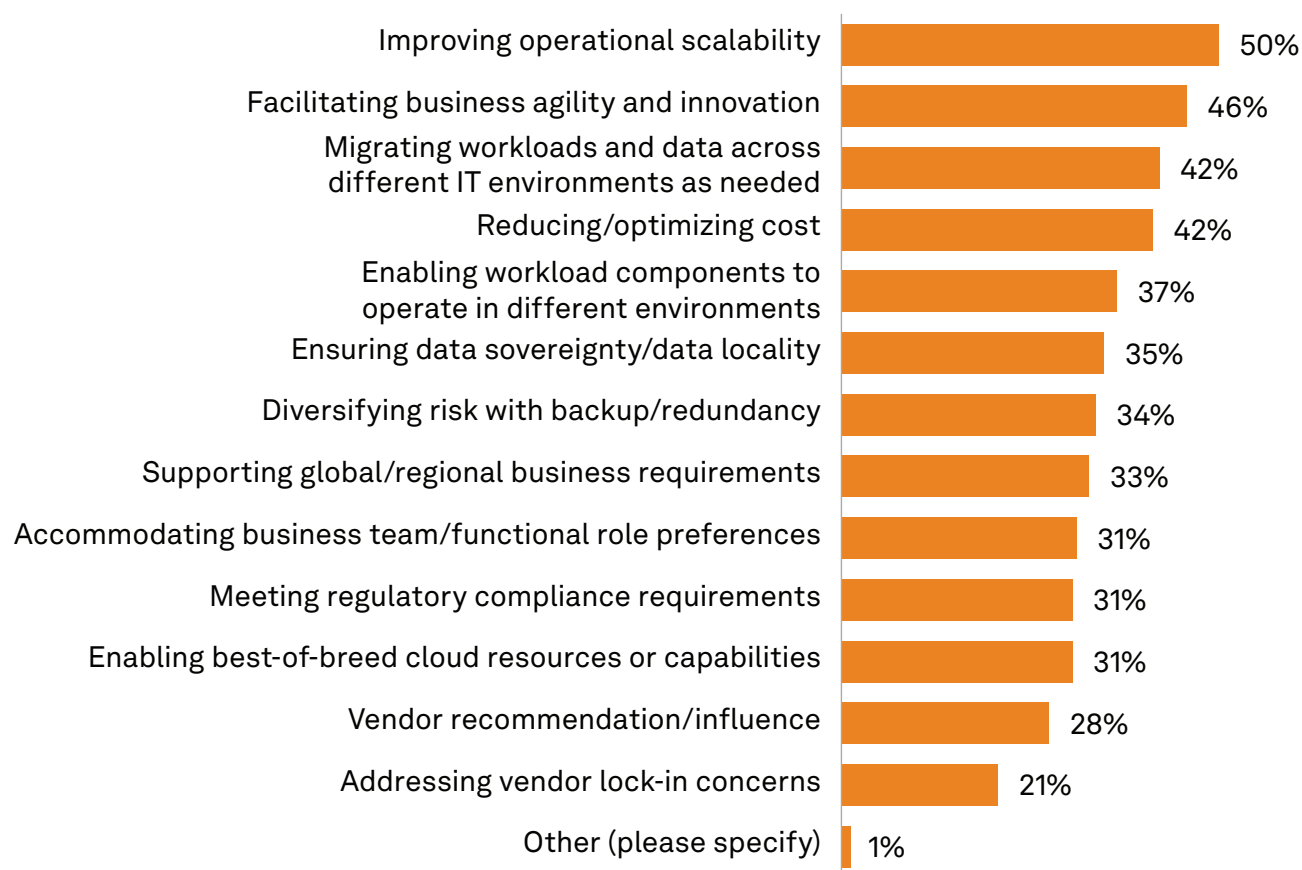 Improving operational scalability 50%
Facilitating business agility and innovation 46%
Migrating workloads and data across
different IT environments as needed 42%
Reducing/optimizing cost 42%
Enabling workload components to
operate in different environments 37%
Ensuring data sovereignty/data locality 35%
Diversifying risk with backup/redundancy 34%
Supporting global/regional business requirements 33%
Accommodating business team/functional role preferences 31%
Meeting regulatory compliance requirements 31%
Enabling best-of-breed cloud resources or capabilities 31%
Vendor recommendation/influence 28%
Addressing vendor lock-in concerns 21%
Other (please specify) 1%